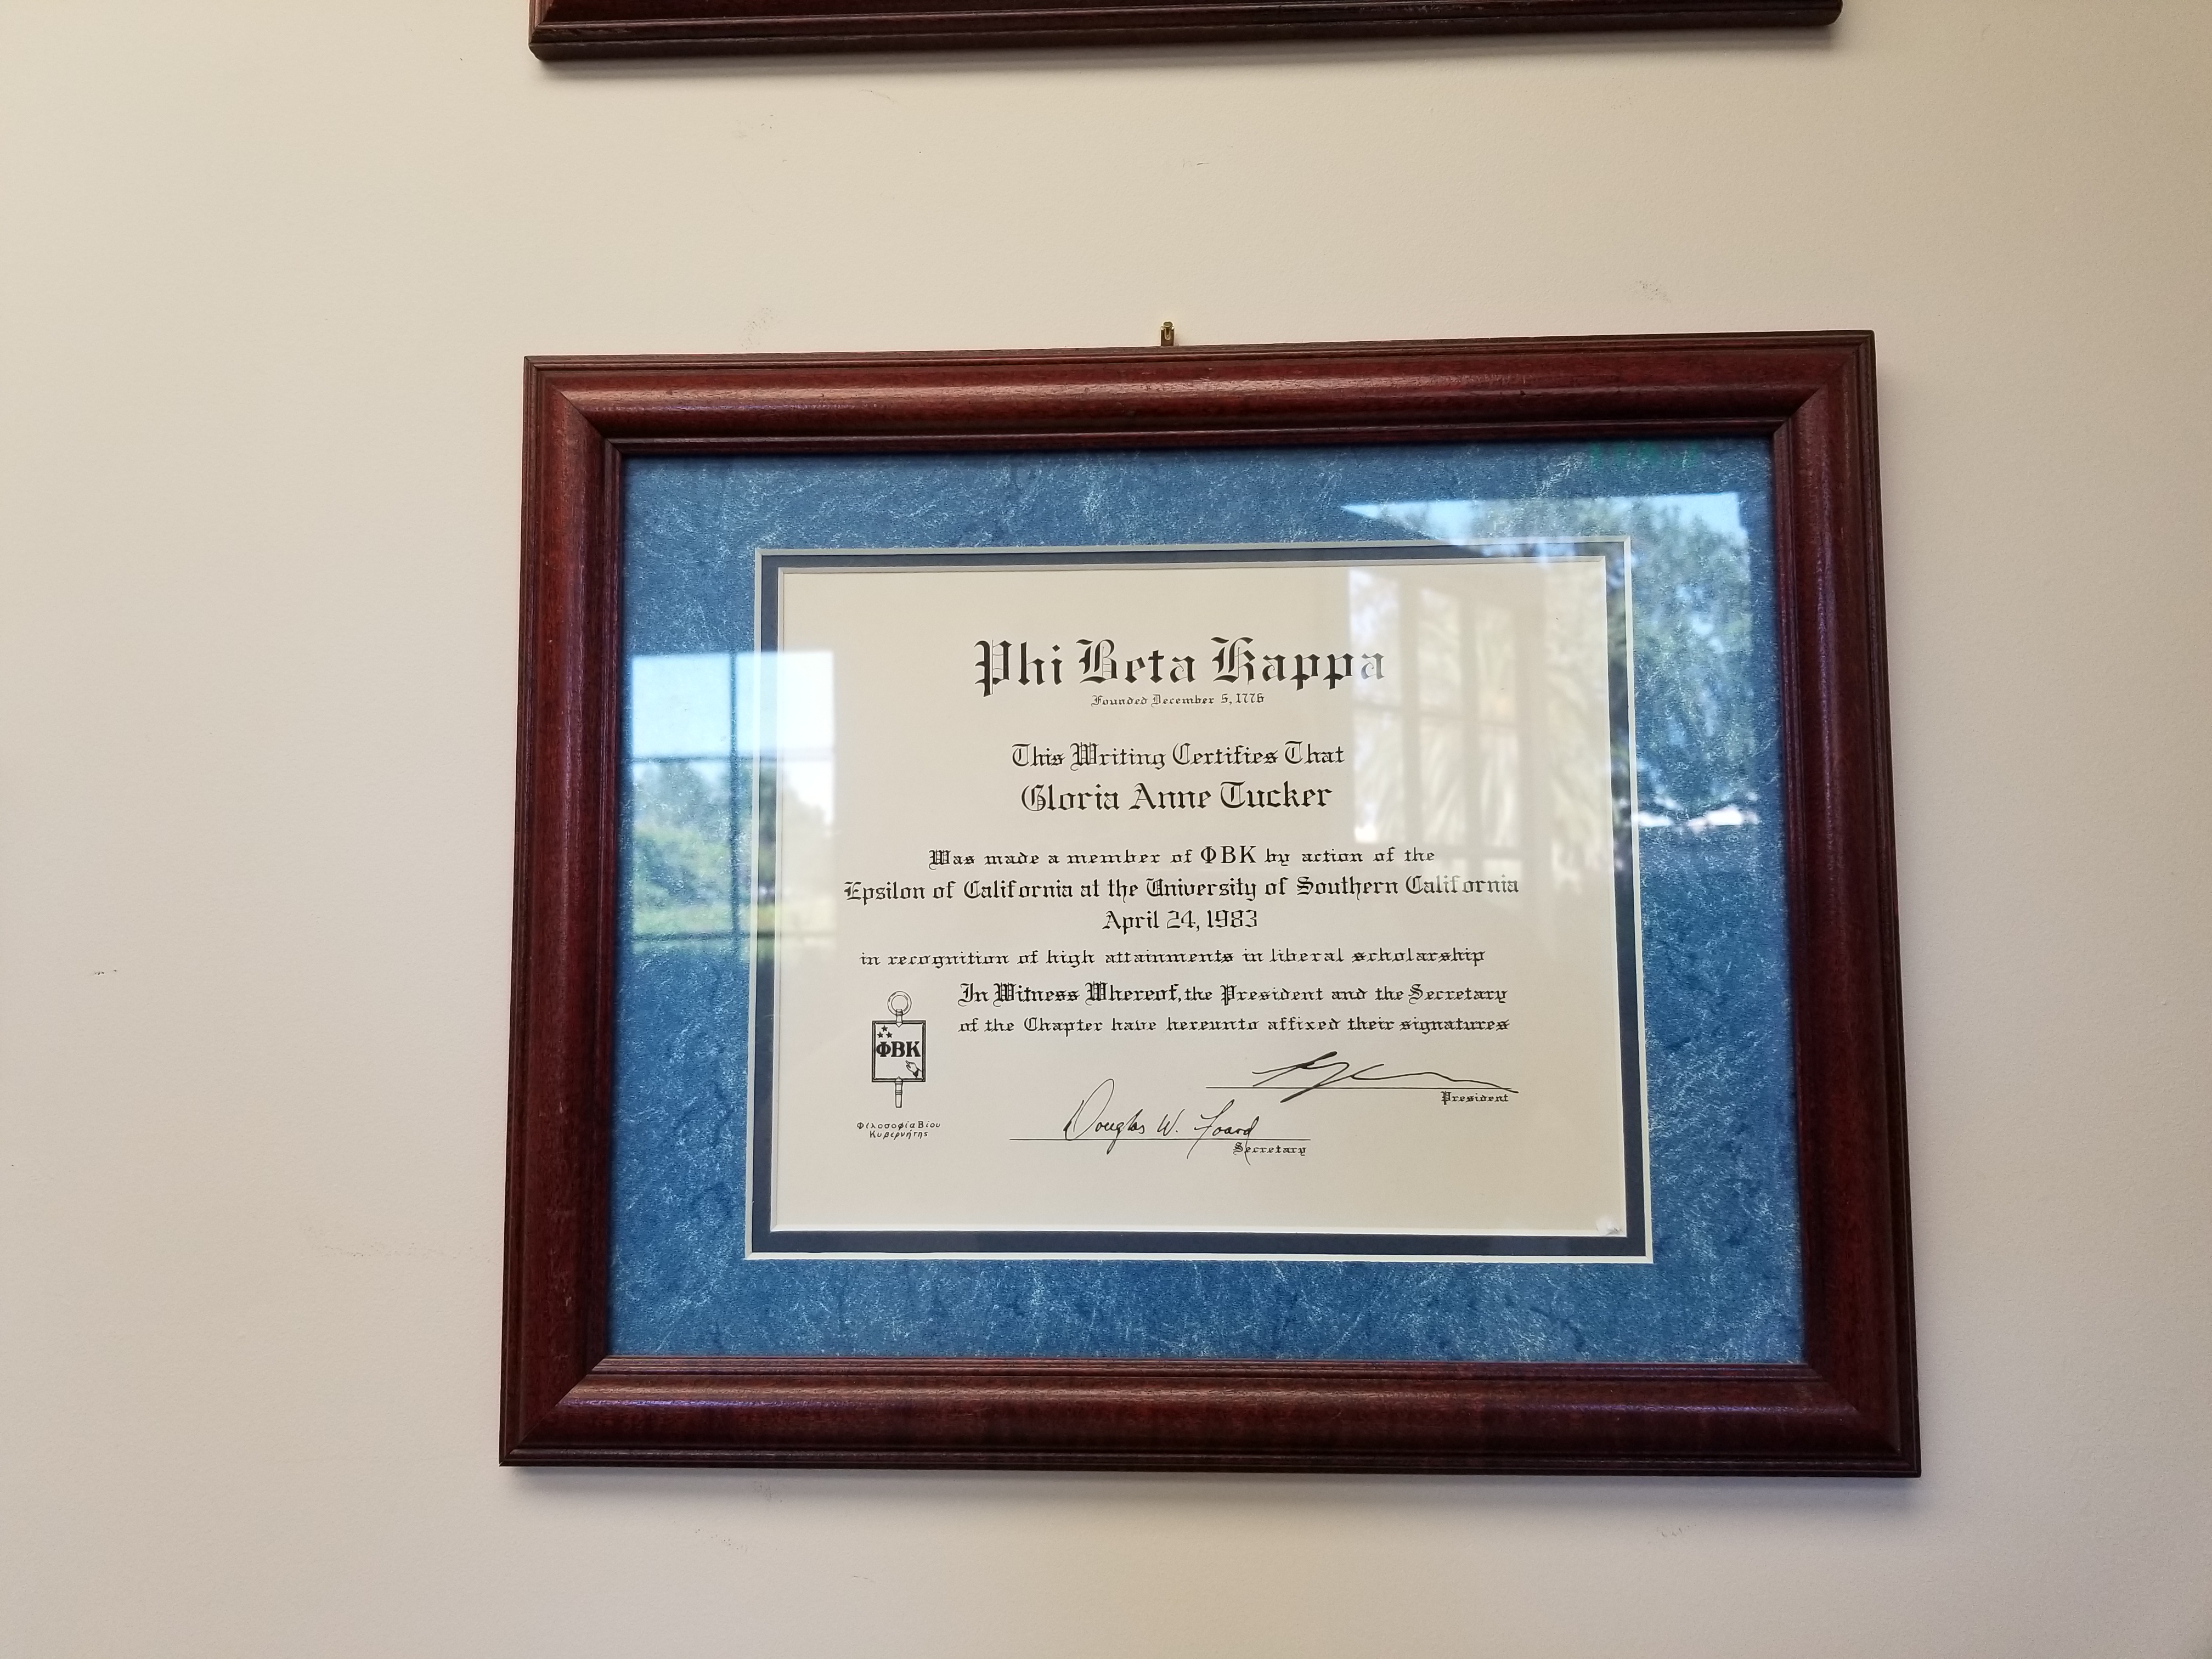 Phi Beta Kappa
Founded December 5, 1776
This Writing Certifies That
Gloria Anne Tucker
Was made a member of ΦBK by action of the
Epsilon of California at the University of Southern California
April 24, 1983
in recognition of high attainments in liberal scholarship
In Witness Whereof, the President and the Secretary
of the Chapter have hereunto affixed their signatures
ΦBK
Φιλοσοφία Βίου
Κυβερνήτης
President
Douglas W. Foard
Secretary